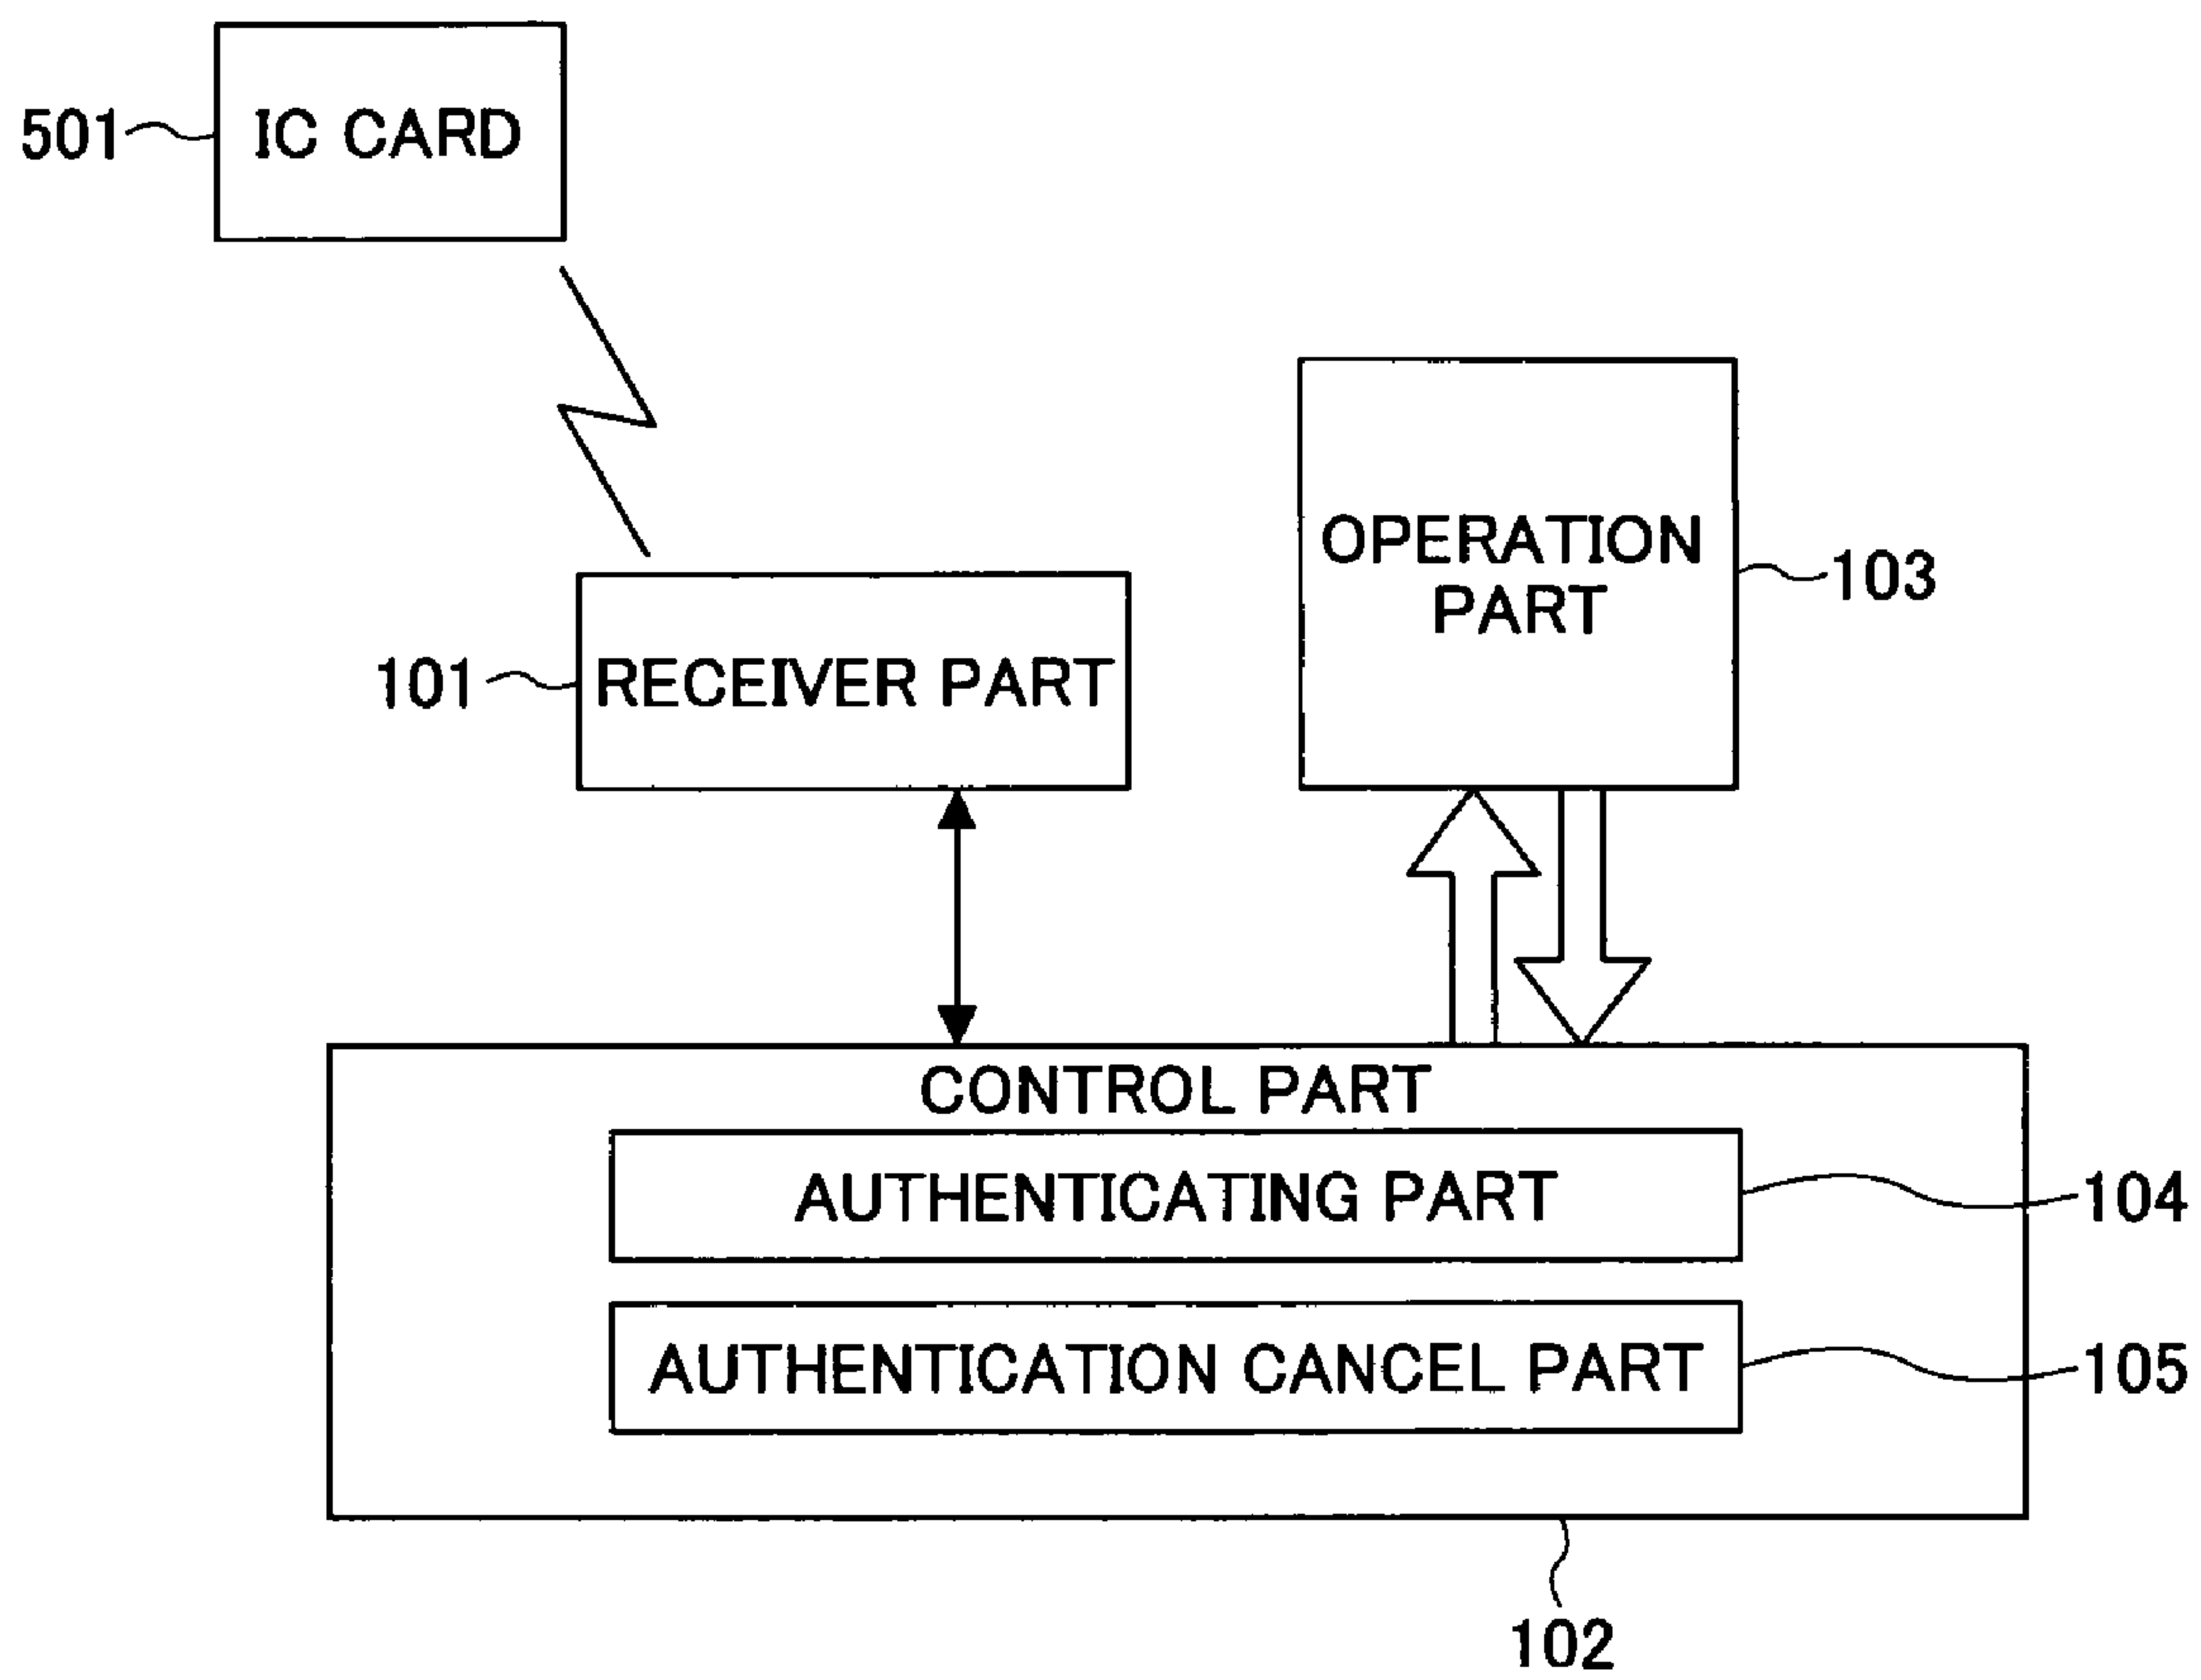 501
IC CARD
OPERATION
PART
103
101
RECEIVER PART
CONTROL PART
AUTHENTICATING PART
104
AUTHENTICATION CANCEL PART
105
102